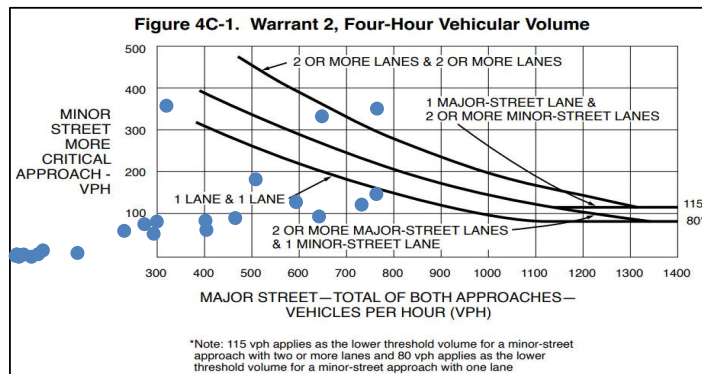 Figure 4C-1. Warrant 2, Four-Hour Vehicular Volume
500
400
300
200
100
MINOR
STREET
MORE
CRITICAL
APPROACH -
VPH
2 OR MORE LANES & 2 OR MORE LANES
1 MAJOR-STREET LANE &
2 OR MORE MINOR-STREET LANES
1 LANE & 1 LANE
2 OR MORE MAJOR-STREET LANES
& 1 MINOR-STREET LANE
115
80*
300 400 500 600 700 800 900 1000 1100 1200 1300 1400
MAJOR STREET—TOTAL OF BOTH APPROACHES—
VEHICLES PER HOUR (VPH)
*Note: 115 vph applies as the lower threshold volume for a minor-street
approach with two or more lanes and 80 vph applies as the lower
threshold volume for a minor-street approach with one lane